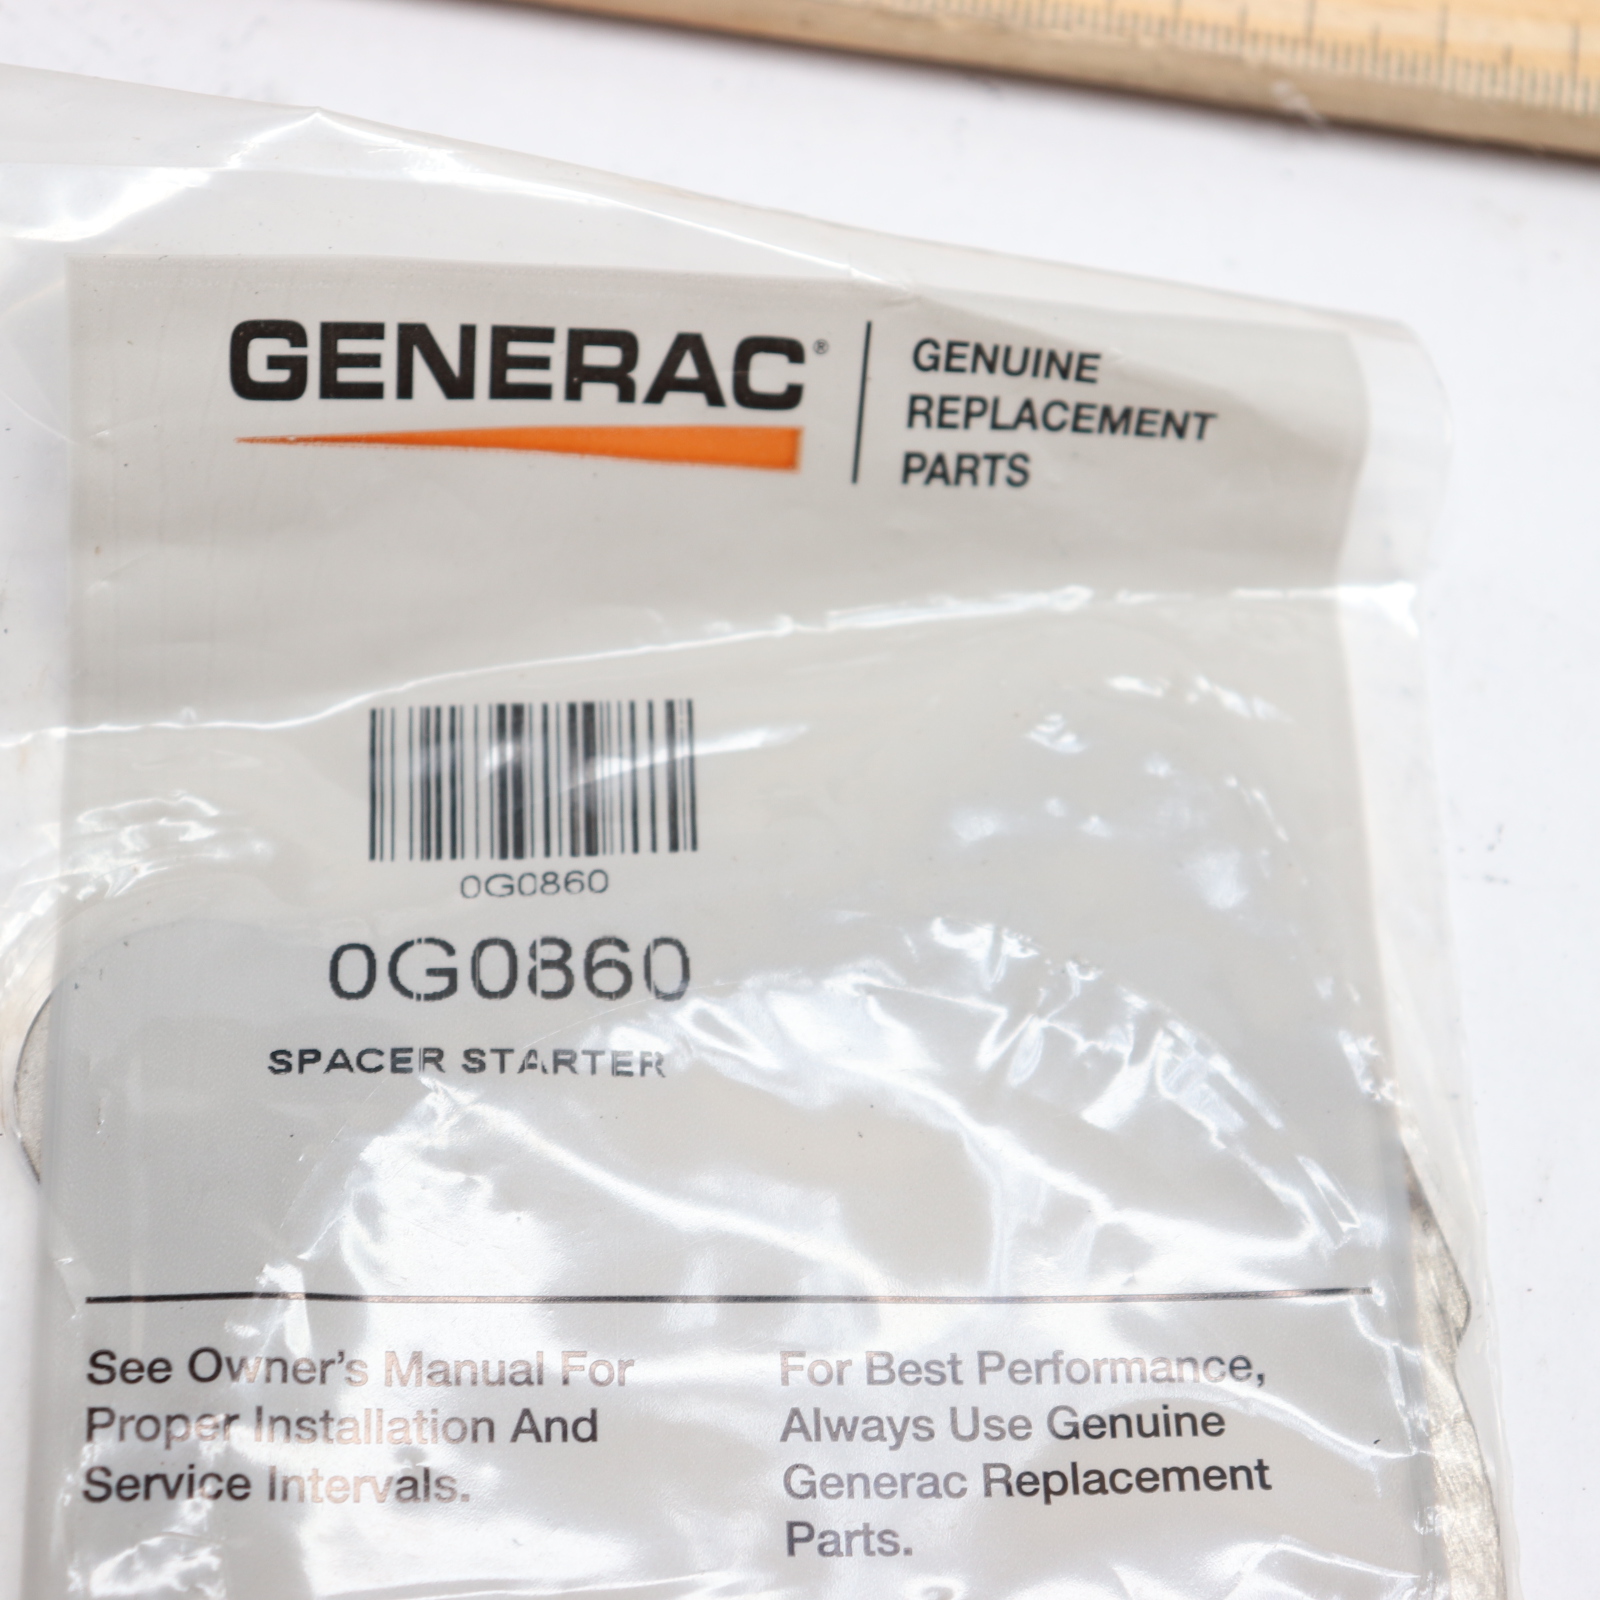 GENERAC®
GENUINE
REPLACEMENT
PARTS
0G0860
0G0860
SPACER STARTER
See Owner's Manual For
Proper Installation And
Service Intervals.
For Best Performance,
Always Use Genuine
Generac Replacement
Parts.